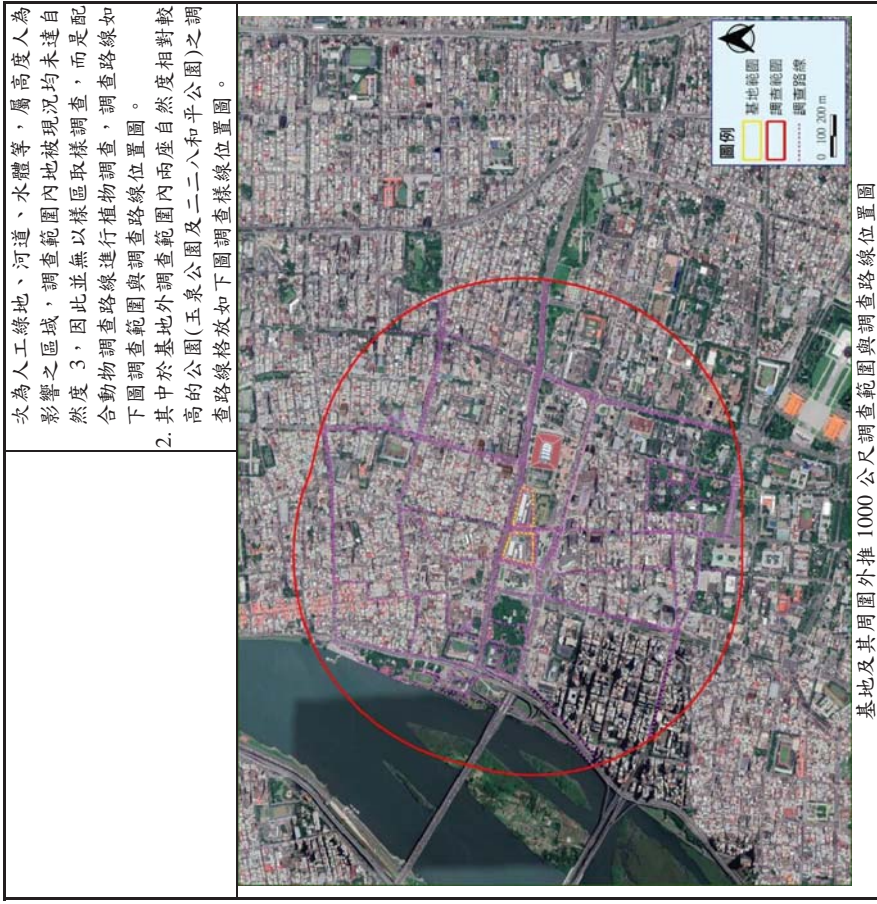 次為人工綠地、河道、水體等，屬高度人為
影響之區域，調查範圍內地被現況均未達自
然度 3，因此並無以樣區取樣調查，而是配
合動物調查路線進行植物調查，調查路線如
下圖調查範圍與調查路線位置圖。
2. 其中於基地外調查範圍內兩座自然度相對較
高的公園(玉泉公園及二二八和平公園)之調
查路線格放如下圖調查樣線位置圖。
圖例
基地範圍
調查範圍
調查路線
0 100 200 m
基地及其周圍外推 1000 公尺調查範圍與調查路線位置圖